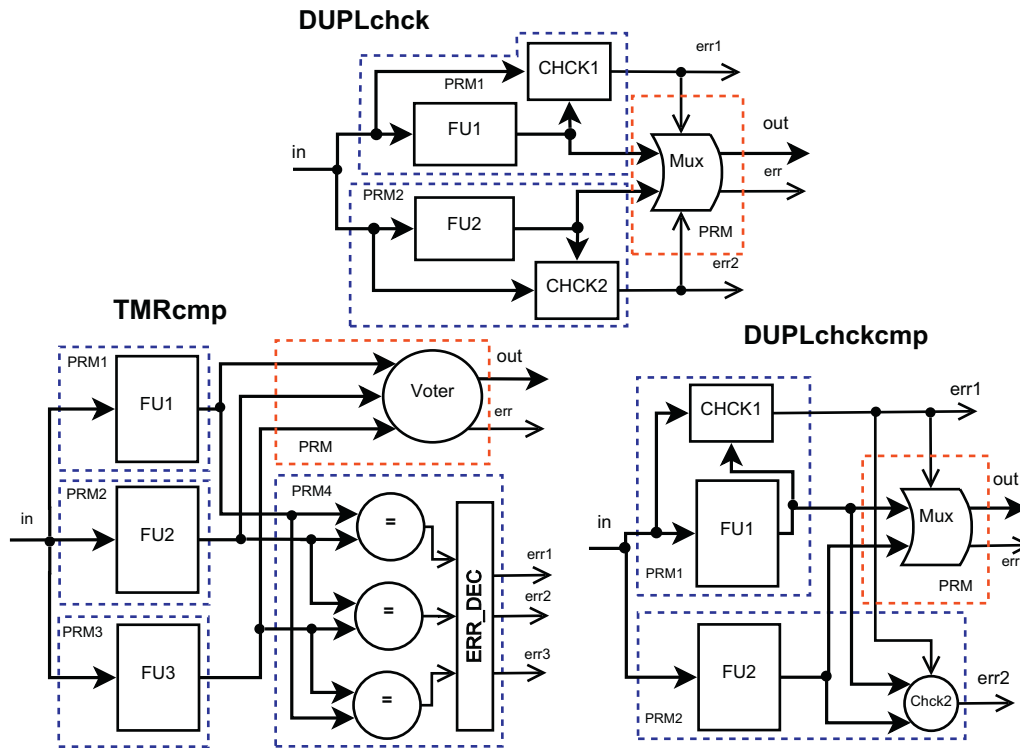 DUPLchck
PRM1
CHCK1
err1
FU1
in
Mux
out
err
PRM2
FU2
PRM
CHCK2
err2
TMRcmp
PRM1
FU1
Voter
out
err
PRM
PRM2
FU2
in
PRM4
=
=
=
ERR_DEC
err1
err2
err3
PRM3
FU3
DUPLchckcmp
CHCK1
err1
in
FU1
PRM1
Mux
out
err
PRM
FU2
PRM2
Chck2
err2